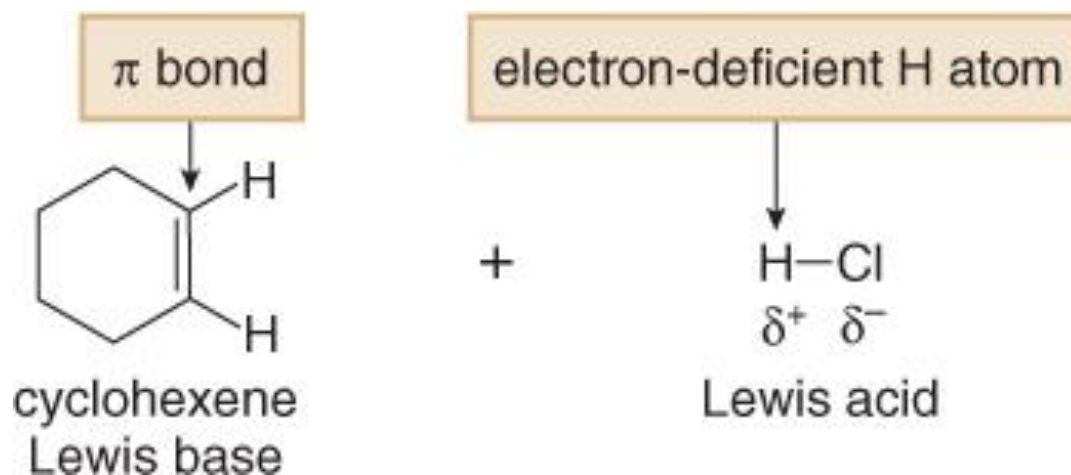 π bond
electron-deficient H atom
H
+
H–Cl
δ⁺ δ⁻
H
cyclohexene
Lewis base
Lewis acid